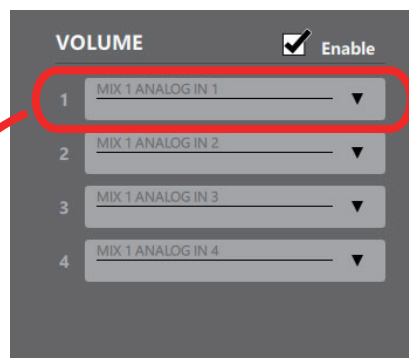 VOLUME Enable
1 MIX 1 ANALOG IN 1
2 MIX 1 ANALOG IN 2
3 MIX 1 ANALOG IN 3
4 MIX 1 ANALOG IN 4